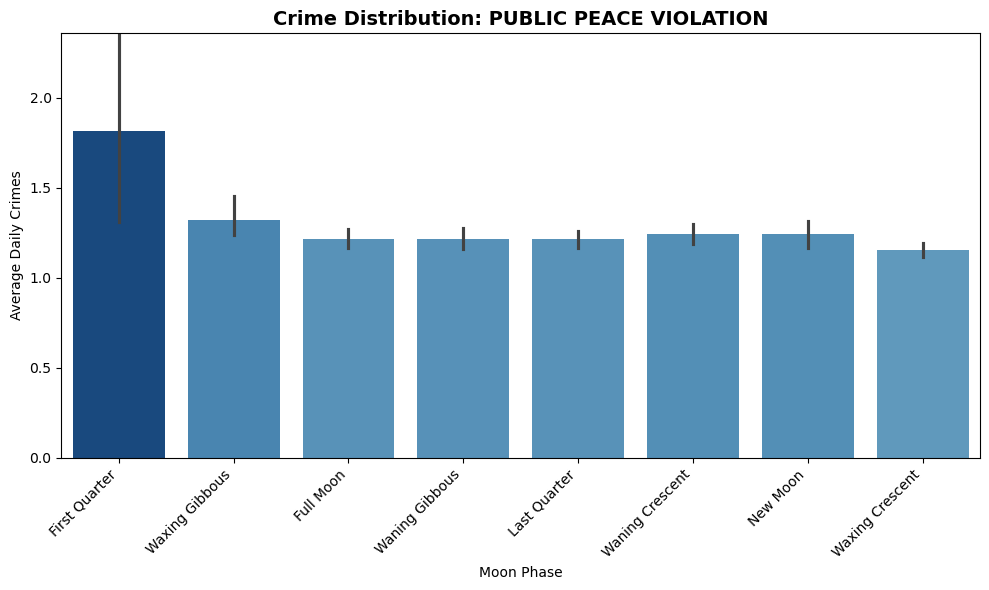 Crime Distribution: PUBLIC PEACE VIOLATION
Average Daily Crimes
2.0
1.5
1.0
0.5
0.0
First Quarter
Waxing Gibbous
Full Moon
Waning Gibbous
Last Quarter
Waning Crescent
New Moon
Waxing Crescent
Moon Phase